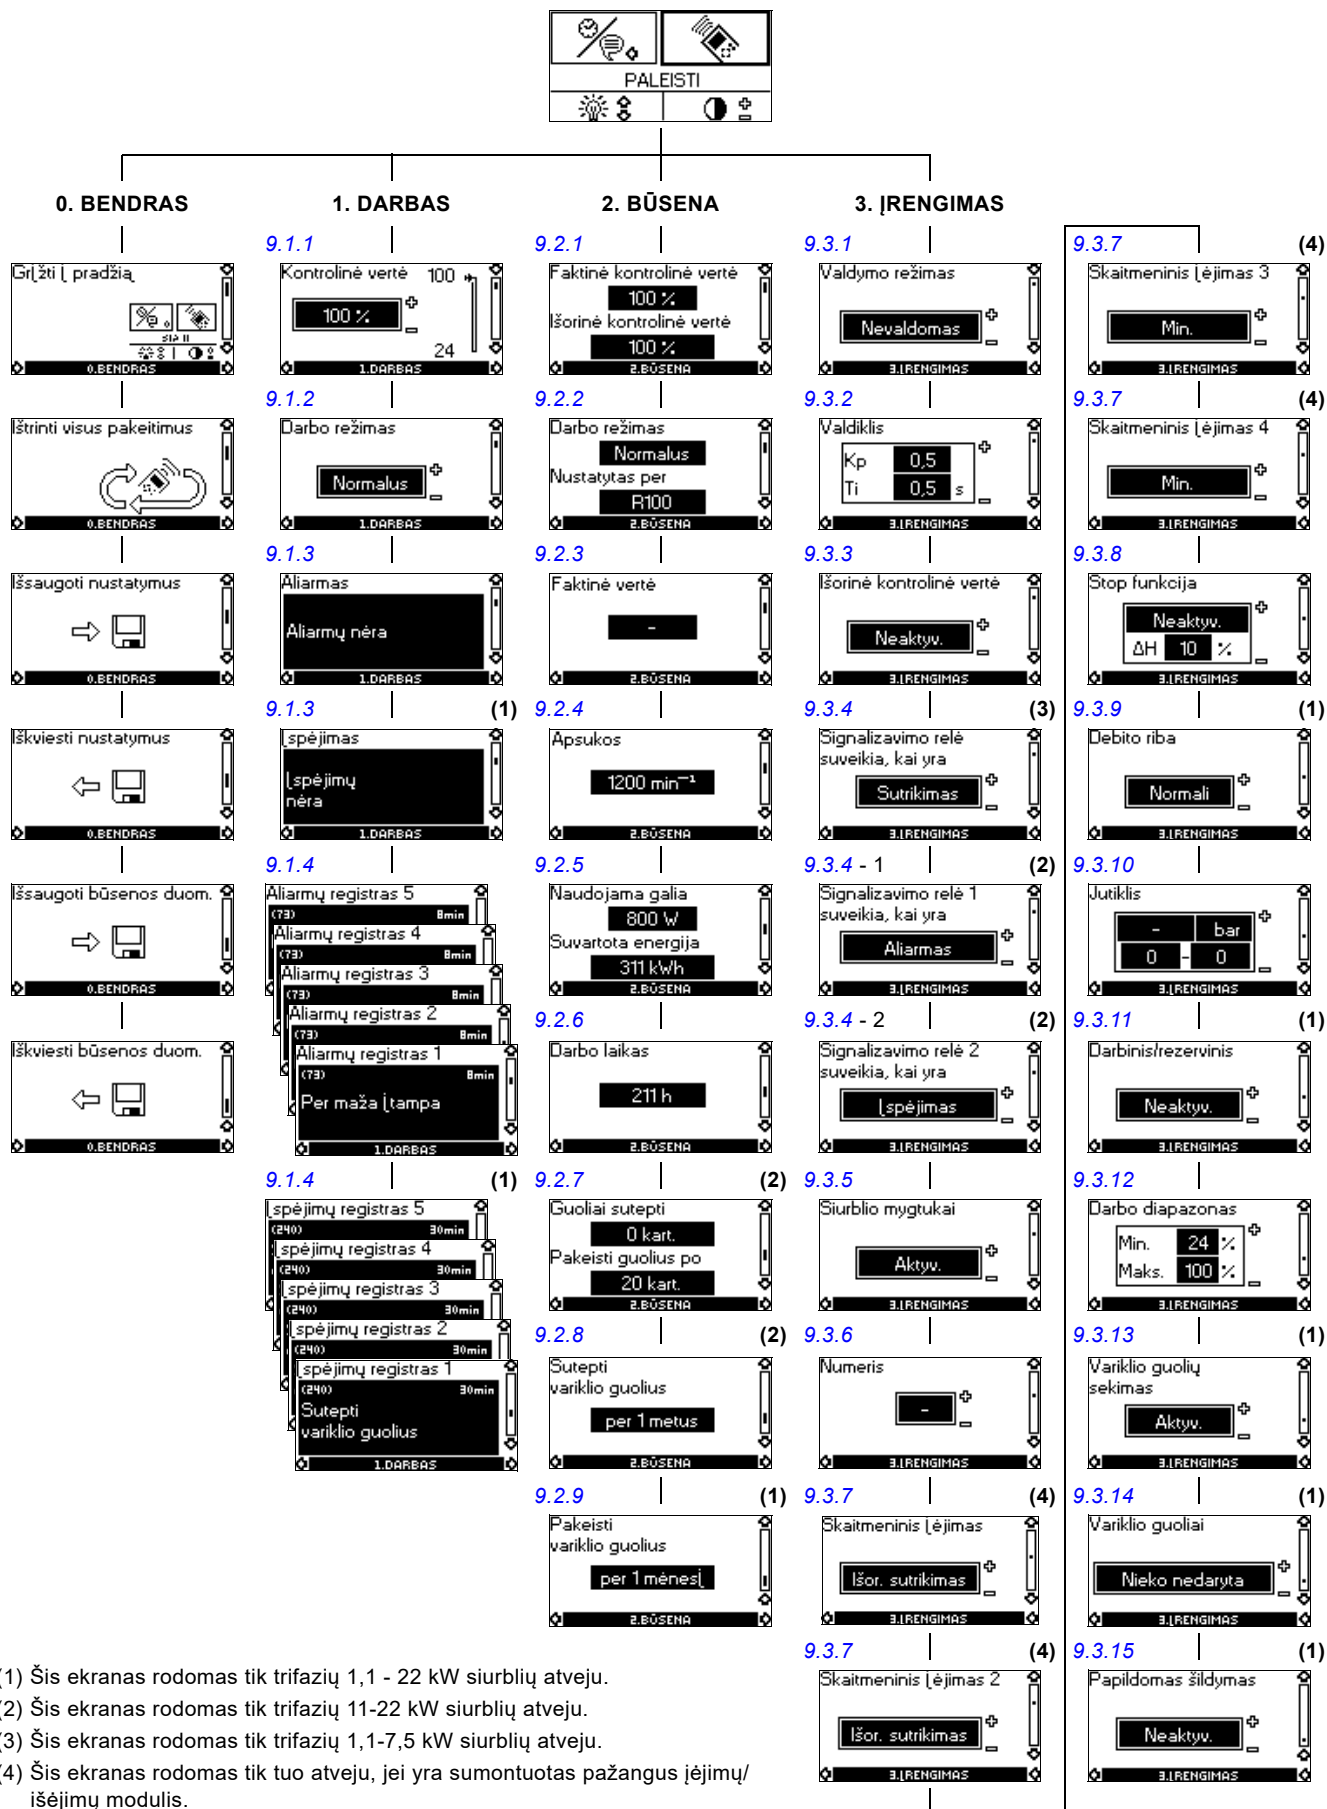 PALEISTI
0. BENDRAS
Grįžti į pradžią
0.BENDRAS
Ištrinti visus pakeitimus
0.BENDRAS
Išsaugoti nustatymus
0.BENDRAS
Iškviesti nustatymus
0.BENDRAS
Išsaugoti būsenos duom.
0.BENDRAS
Iškviesti būsenos duom.
0.BENDRAS
1. DARBAS
9.1.1
Kontrolinė vertė
100
100 %
24
1.DARBAS
9.1.2
Darbo režimas
Normalus
1.DARBAS
9.1.3
Aliarmas
Aliarmų nėra
1.DARBAS
9.1.3 (1)
Įspėjimas
Įspėjimų
nėra
1.DARBAS
9.1.4
Aliarmų registras 5
(73) 8min
Aliarmų registras 4
(73) 8min
Aliarmų registras 3
(73) 8min
Aliarmų registras 2
(73) 8min
Aliarmų registras 1
(73) 8min
Per maža įtampa
1.DARBAS
9.1.4 (1)
Įspėjimų registras 5
(240) 30min
Įspėjimų registras 4
(240) 30min
Įspėjimų registras 3
(240) 30min
Įspėjimų registras 2
(240) 30min
Įspėjimų registras 1
(240) 30min
Sutepti
variklio guolius
1.DARBAS
2. BŪSENA
9.2.1
Faktinė kontrolinė vertė
100 %
Išorinė kontrolinė vertė
100 %
2.BŪSENA
9.2.2
Darbo režimas
Normalus
Nustatytas per
R100
2.BŪSENA
9.2.3
Faktinė vertė
-
2.BŪSENA
9.2.4
Apsukos
1200 min⁻¹
2.BŪSENA
9.2.5
Naudojama galia
800 W
Suvartota energija
311 kWh
2.BŪSENA
9.2.6
Darbo laikas
211 h
2.BŪSENA
9.2.7 (2)
Guoliai sutepti
0 kart.
Pakeisti guolius po
20 kart.
2.BŪSENA
9.2.8 (2)
Sutepti
variklio guolius
per 1 metus
2.BŪSENA
9.2.9 (1)
Pakeisti
variklio guolius
per 1 mėnesį
2.BŪSENA
3. ĮRENGIMAS
9.3.1
Valdymo režimas
Nevaldomas
3.ĮRENGIMAS
9.3.2
Valdiklis
Kp 0,5
Ti 0,5 s
3.ĮRENGIMAS
9.3.3
Išorinė kontrolinė vertė
Neaktyv.
3.ĮRENGIMAS
9.3.4 (3)
Signalizavimo relė
suveikia, kai yra
Sutrikimas
3.ĮRENGIMAS
9.3.4 - 1 (2)
Signalizavimo relė 1
suveikia, kai yra
Aliarmas
3.ĮRENGIMAS
9.3.4 - 2 (2)
Signalizavimo relė 2
suveikia, kai yra
Įspėjimas
3.ĮRENGIMAS
9.3.5
Siurblio mygtukai
Aktyv.
3.ĮRENGIMAS
9.3.6
Numeris
-
3.ĮRENGIMAS
9.3.7 (4)
Skaitmeninis įėjimas
Išor. sutrikimas
3.ĮRENGIMAS
9.3.7 (4)
Skaitmeninis įėjimas 2
Išor. sutrikimas
3.ĮRENGIMAS
9.3.7 (4)
Skaitmeninis įėjimas 3
Min.
3.ĮRENGIMAS
9.3.7 (4)
Skaitmeninis įėjimas 4
Min.
3.ĮRENGIMAS
9.3.8
Stop funkcija
Neaktyv.
ΔH 10 %
3.ĮRENGIMAS
9.3.9 (1)
Debito riba
Normali
3.ĮRENGIMAS
9.3.10
Jutiklis
- bar
0 - 0
3.ĮRENGIMAS
9.3.11 (1)
Darbinis/rezervinis
Neaktyv.
3.ĮRENGIMAS
9.3.12
Darbo diapazonas
Min. 24 %
Maks. 100 %
3.ĮRENGIMAS
9.3.13 (1)
Variklio guolių
sekimas
Aktyv.
3.ĮRENGIMAS
9.3.14 (1)
Variklio guoliai
Nieko nedaryta
3.ĮRENGIMAS
9.3.15 (1)
Papildomas šildymas
Neaktyv.
3.ĮRENGIMAS
(1) Šis ekranas rodomas tik trifazių 1,1 - 22 kW siurblių atveju.
(2) Šis ekranas rodomas tik trifazių 11-22 kW siurblių atveju.
(3) Šis ekranas rodomas tik trifazių 1,1-7,5 kW siurblių atveju.
(4) Šis ekranas rodomas tik tuo atveju, jei yra sumontuotas pažangus įėjimų/
išėjimų modulis.